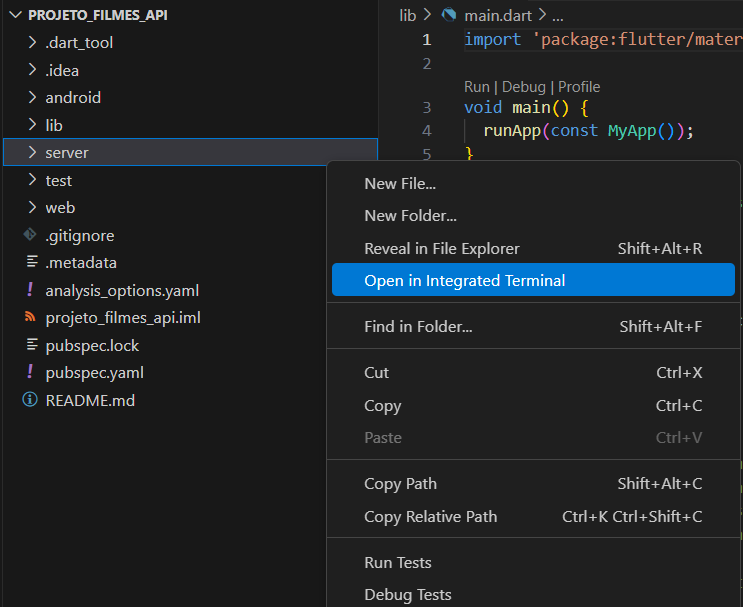 PROJETO_FILMES_API
.dart_tool
.idea
android
lib
server
test
web
.gitignore
.metadata
analysis_options.yaml
projeto_filmes_api.iml
pubspec.lock
pubspec.yaml
README.md
lib > main.dart > ...
1 import 'package:flutter/mater
2
Run | Debug | Profile
3 void main() {
4 runApp(const MyApp());
5 }
New File...
New Folder...
Reveal in File Explorer Shift+Alt+R
Open in Integrated Terminal
Find in Folder... Shift+Alt+F
Cut Ctrl+X
Copy Ctrl+C
Paste Ctrl+V
Copy Path Shift+Alt+C
Copy Relative Path Ctrl+K Ctrl+Shift+C
Run Tests
Debug Tests